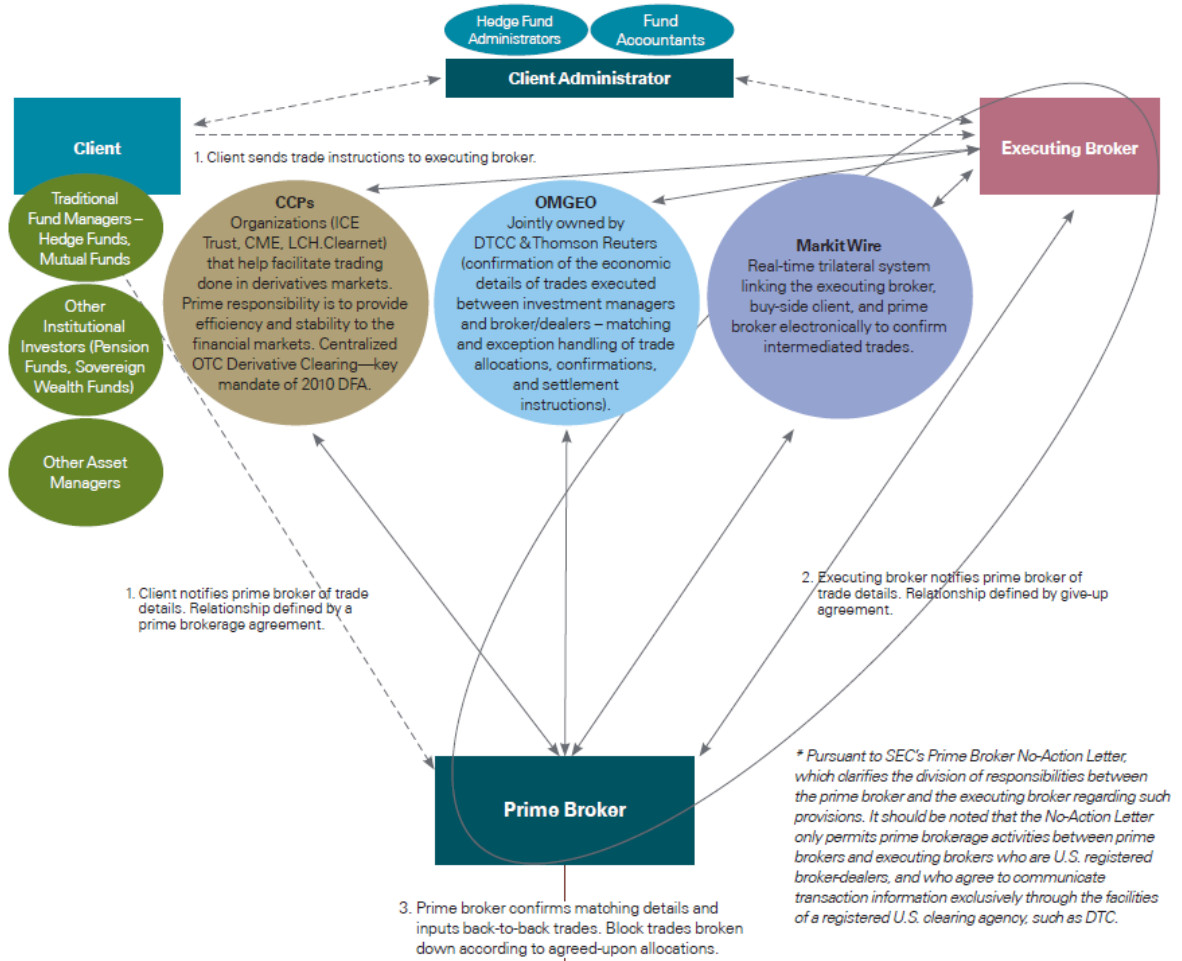 Hedge Fund
Administrators
Fund
Accountants
Client Administrator
Client
Executing Broker
1. Client sends trade instructions to executing broker.
Traditional
Fund Managers –
Hedge Funds,
Mutual Funds
Other
Institutional
Investors (Pension
Funds, Sovereign
Wealth Funds)
Other Asset
Managers
CCPs
Organizations (ICE
Trust, CME, LCH.Clearnet)
that help facilitate trading
done in derivatives markets.
Prime responsibility is to provide
efficiency and stability to the
financial markets. Centralized
OTC Derivative Clearing—key
mandate of 2010 DFA.
OMGEO
Jointly owned by
DTCC & Thomson Reuters
(confirmation of the economic
details of trades executed
between investment managers
and broker/dealers – matching
and exception handling of trade
allocations, confirmations,
and settlement
instructions).
MarkitWire
Real-time trilateral system
linking the executing broker,
buy-side client, and prime
broker electronically to confirm
intermediated trades.
1. Client notifies prime broker of trade
details. Relationship defined by a
prime brokerage agreement.
2. Executing broker notifies prime broker of
trade details. Relationship defined by give-up
agreement.
Prime Broker
* Pursuant to SEC's Prime Broker No-Action Letter,
which clarifies the division of responsibilities between
the prime broker and the executing broker regarding such
provisions. It should be noted that the No-Action Letter
only permits prime brokerage activities between prime
brokers and executing brokers who are U.S. registered
broker-dealers, and who agree to communicate
transaction information exclusively through the facilities
of a registered U.S. clearing agency, such as DTC.
3. Prime broker confirms matching details and
inputs back-to-back trades. Block trades broken
down according to agreed-upon allocations.